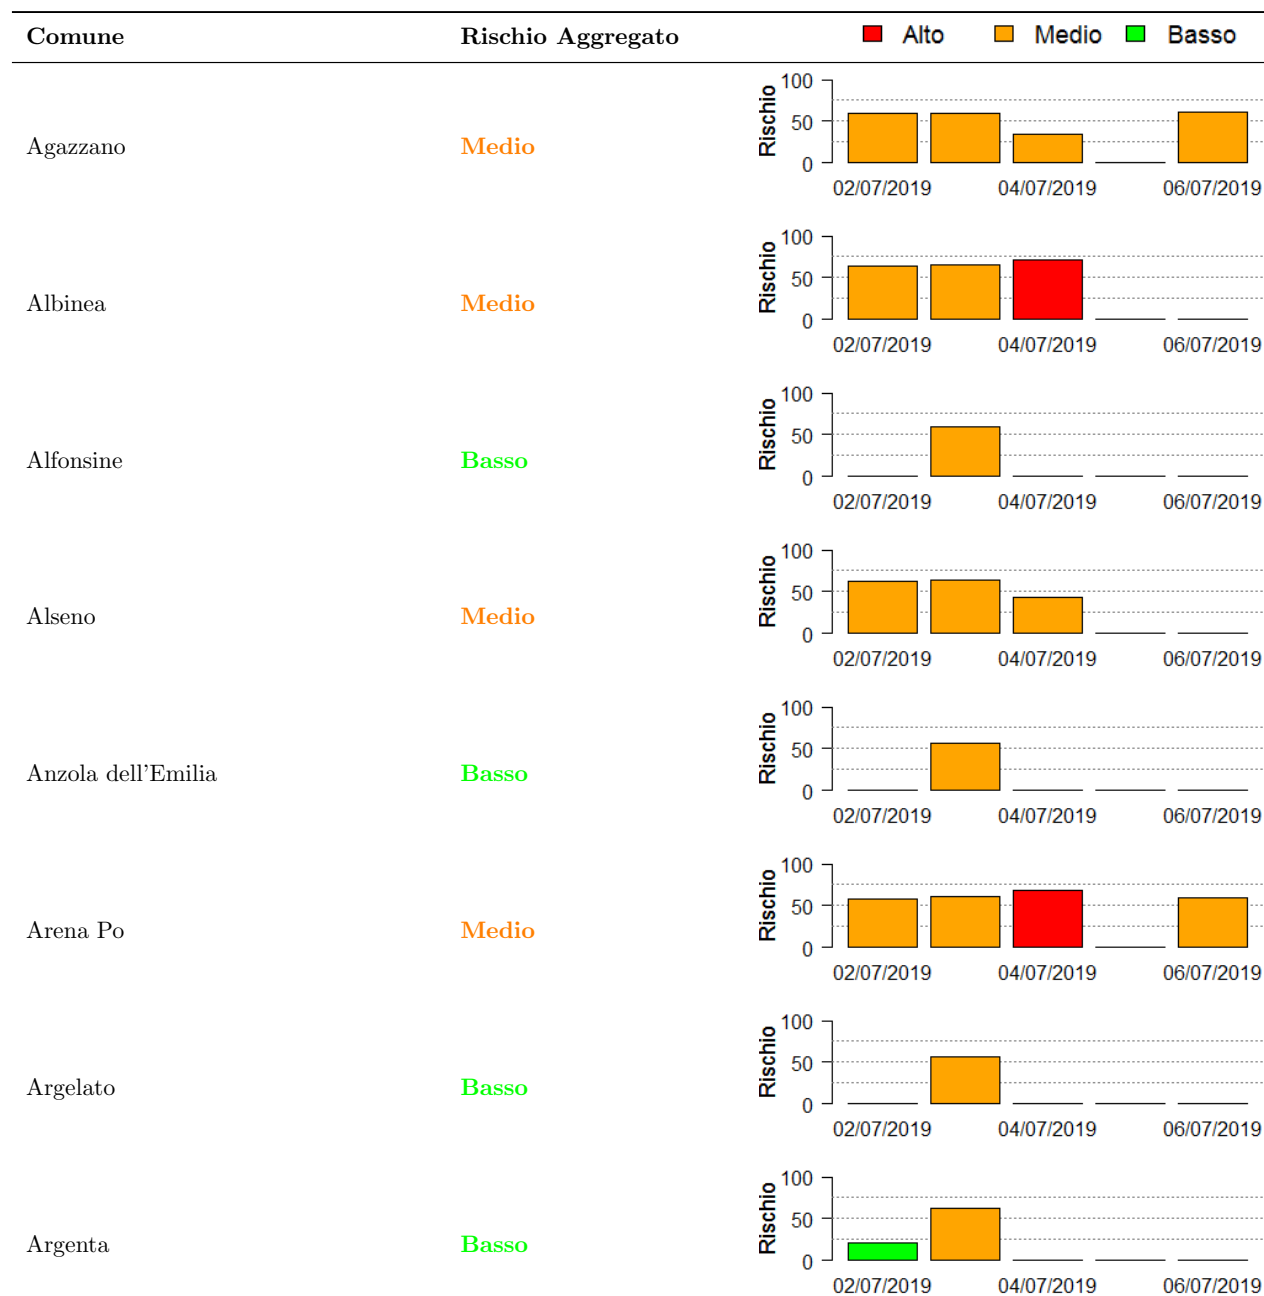 Comune Rischio Aggregato Alto Medio Basso
Agazzano Medio
Rischio
100
50
0
02/07/2019 04/07/2019 06/07/2019
Albinea Medio
Rischio
100
50
0
02/07/2019 04/07/2019 06/07/2019
Alfonsine Basso
Rischio
100
50
0
02/07/2019 04/07/2019 06/07/2019
Alseno Medio
Rischio
100
50
0
02/07/2019 04/07/2019 06/07/2019
Anzola dell'Emilia Basso
Rischio
100
50
0
02/07/2019 04/07/2019 06/07/2019
Arena Po Medio
Rischio
100
50
0
02/07/2019 04/07/2019 06/07/2019
Argelato Basso
Rischio
100
50
0
02/07/2019 04/07/2019 06/07/2019
Argenta Basso
Rischio
100
50
0
02/07/2019 04/07/2019 06/07/2019